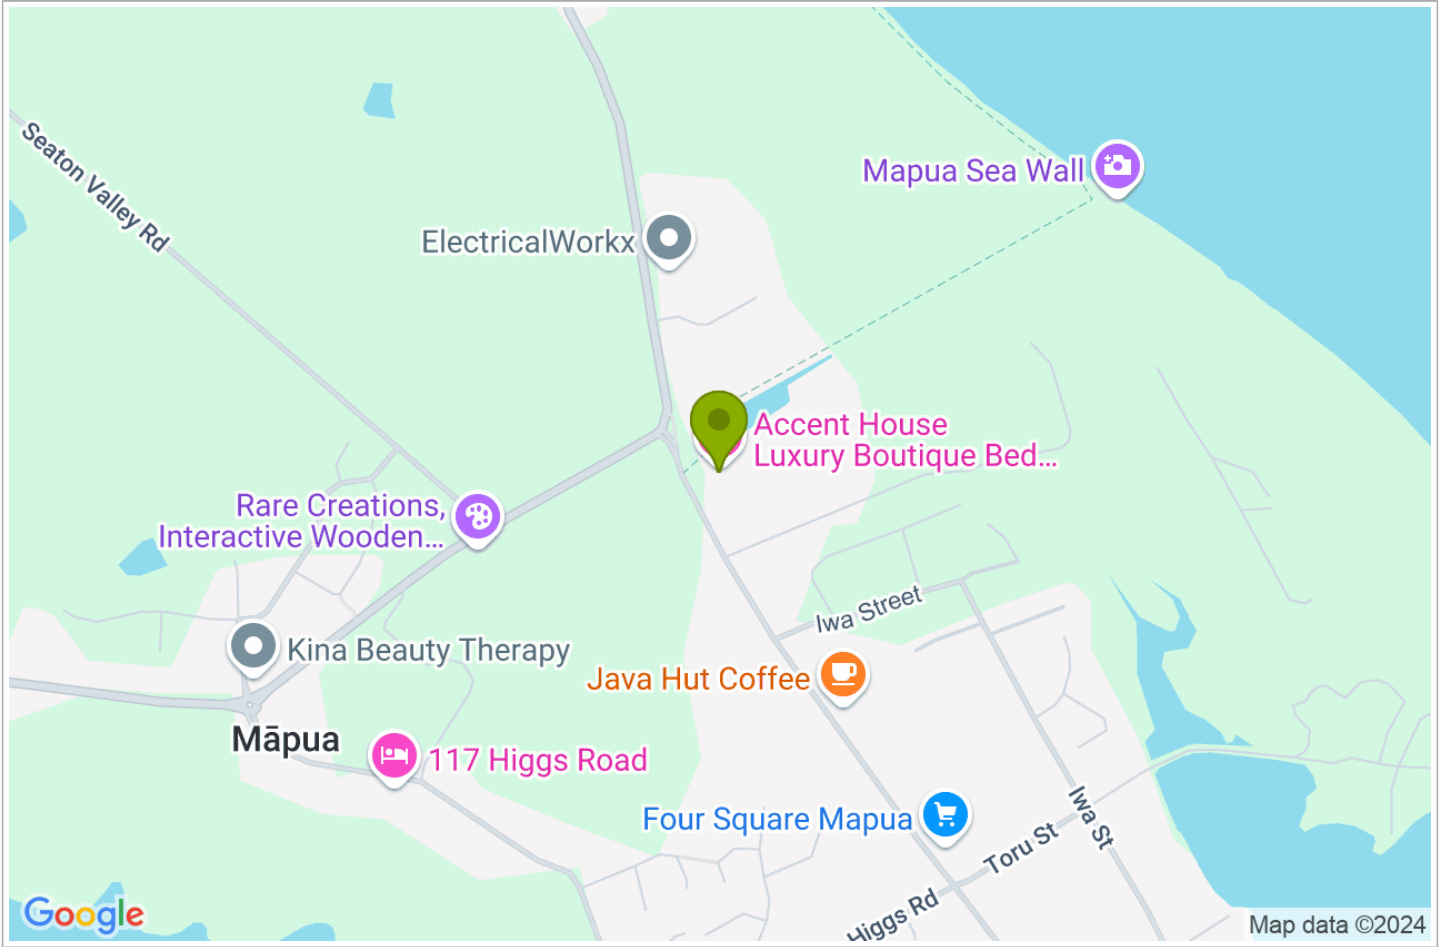 Seaton Valley Rd
Mapua Sea Wall
ElectricalWorkx
Accent House
Luxury Boutique Bed...
Rare Creations,
Interactive Wooden...
Iwa Street
Kina Beauty Therapy
Java Hut Coffee
Māpua
117 Higgs Road
Four Square Mapua
Iwa St
Toru St
Higgs Rd
Google
Map data ©2024